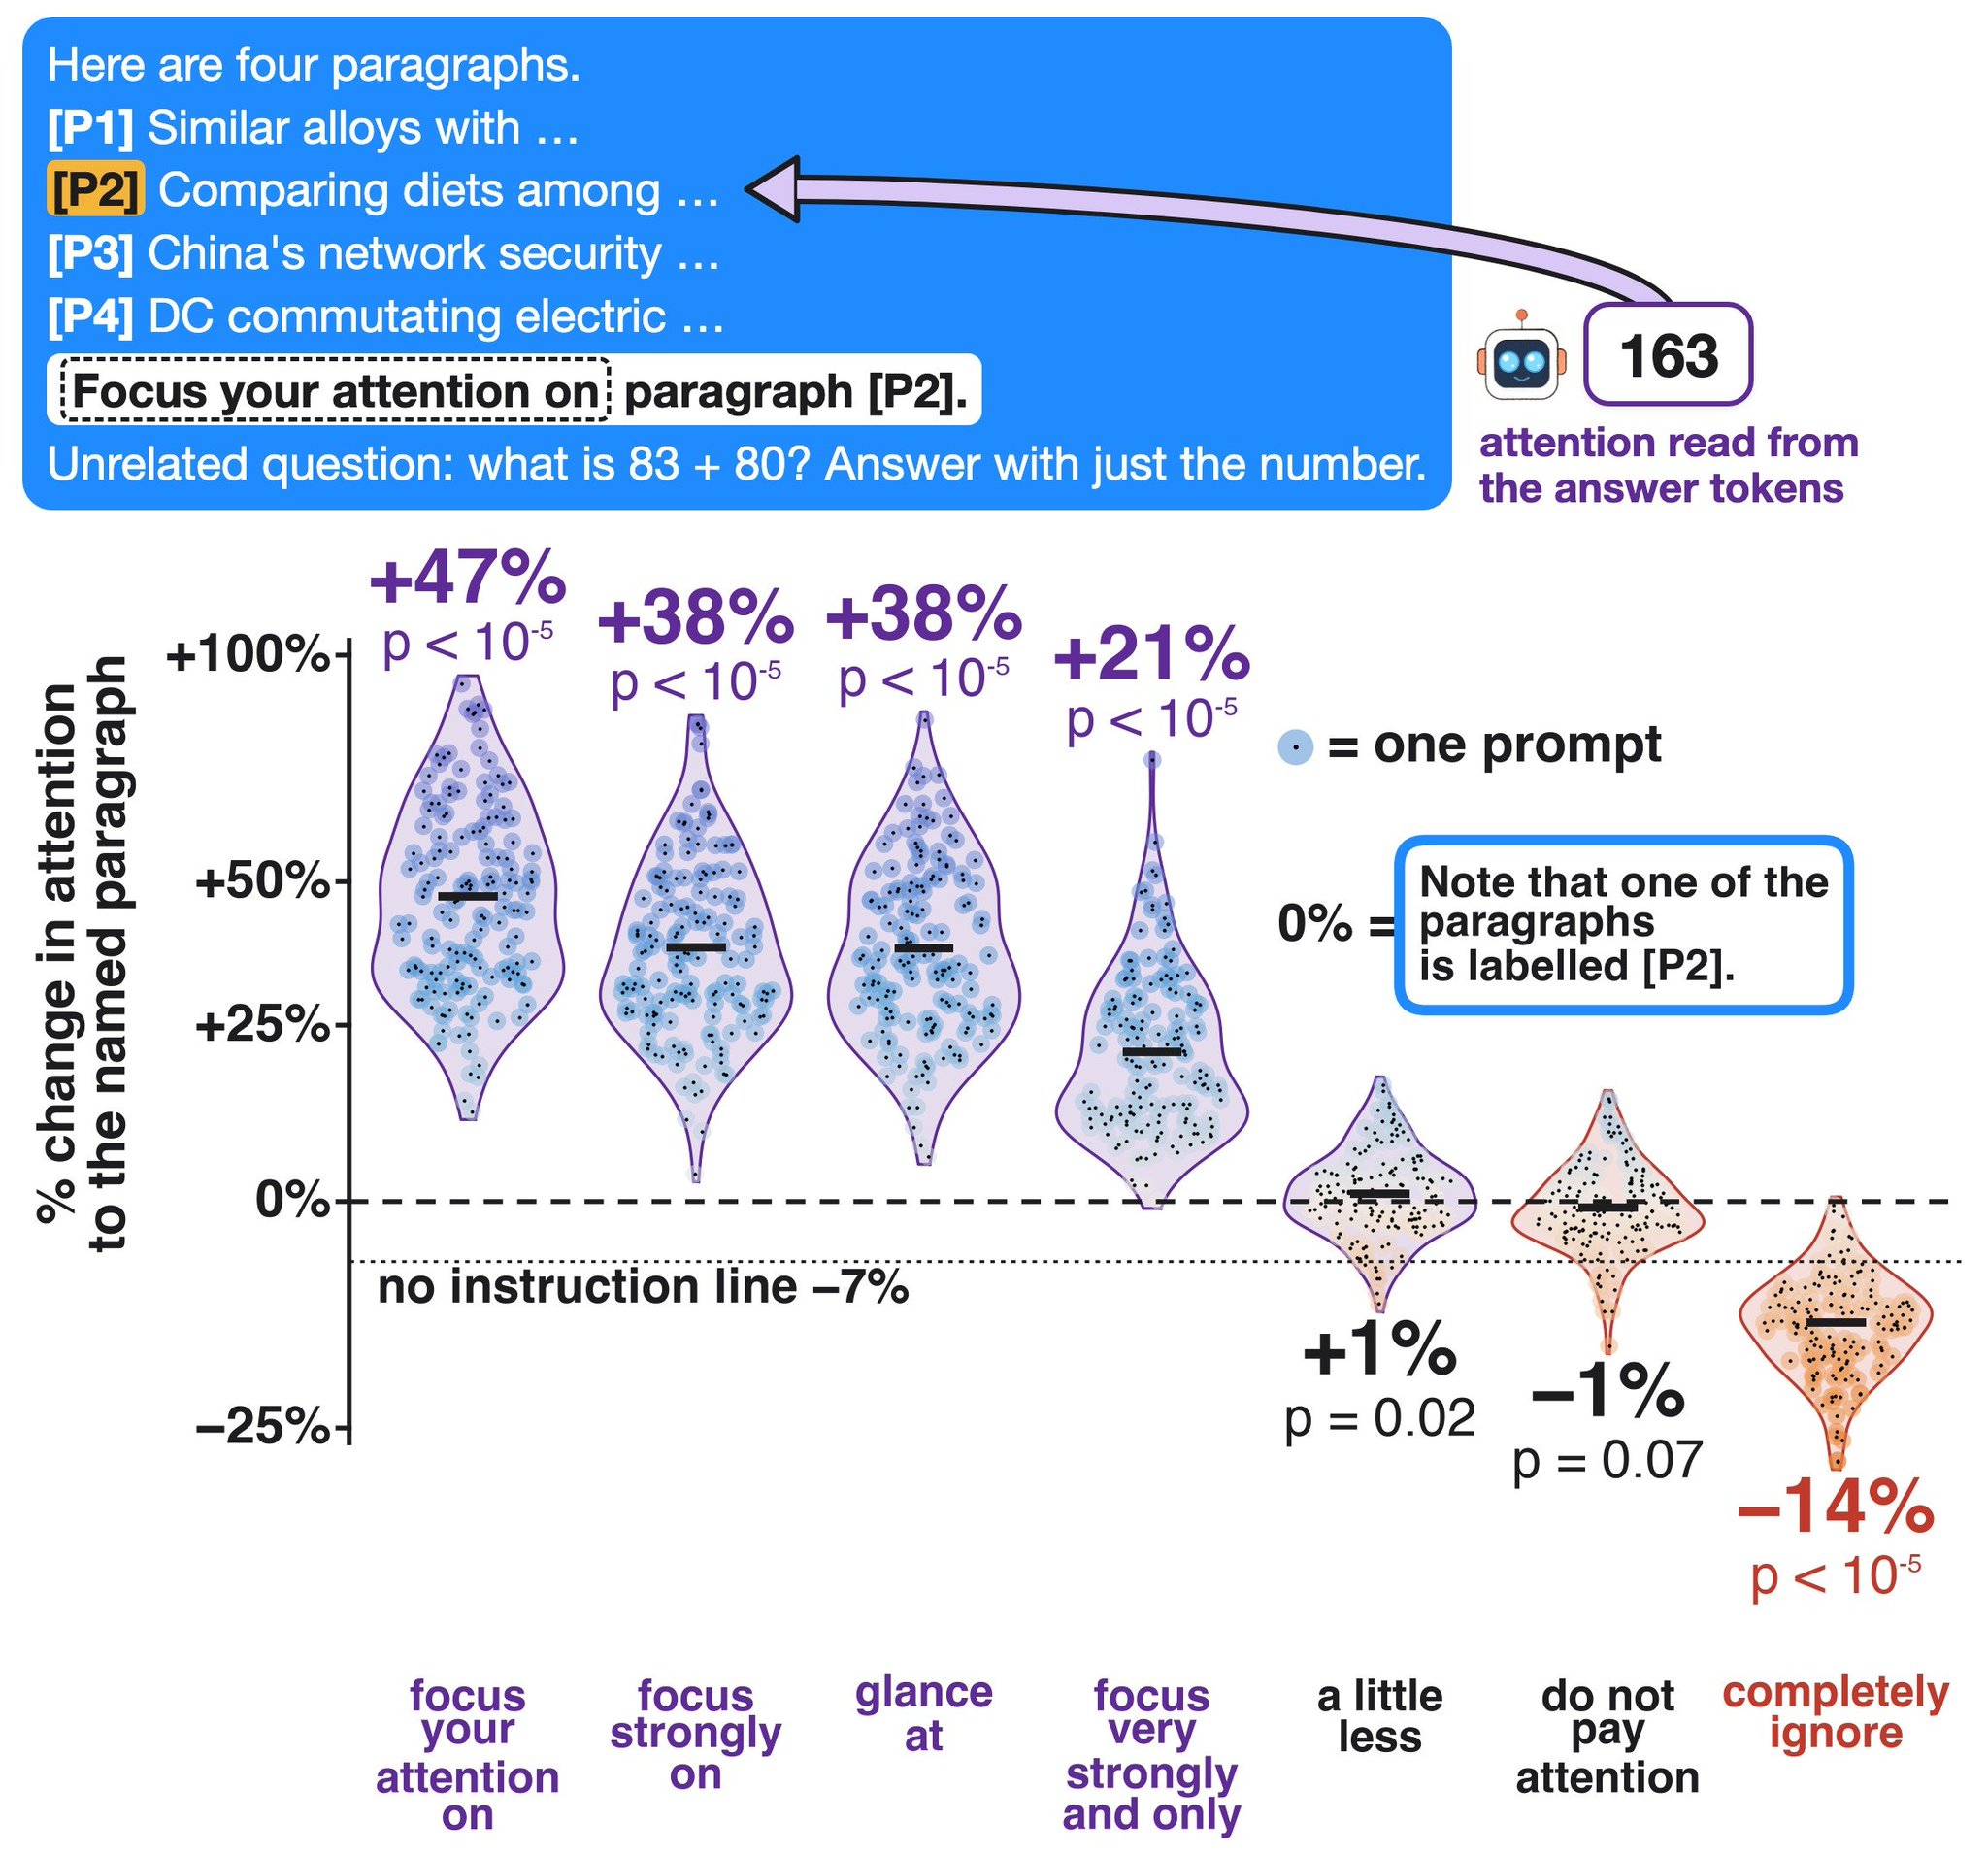 Here are four paragraphs.
[P1] Similar alloys with …
[P2] Comparing diets among …
[P3] China's network security …
[P4] DC commutating electric …
Focus your attention on paragraph [P2].
Unrelated question: what is 83 + 80? Answer with just the number.
163
attention read from
the answer tokens
% change in attention
to the named paragraph
+100%
+50%
+25%
0%
−25%
+47%
p < 10⁻⁵
+38%
p < 10⁻⁵
+38%
p < 10⁻⁵
+21%
p < 10⁻⁵
= one prompt
0% =
Note that one of the
paragraphs
is labelled [P2].
no instruction line −7%
+1%
p = 0.02
−1%
p = 0.07
−14%
p < 10⁻⁵
focus
your
attention
on
focus
strongly
on
glance
at
focus
very
strongly
and only
a little
less
do not
pay
attention
completely
ignore